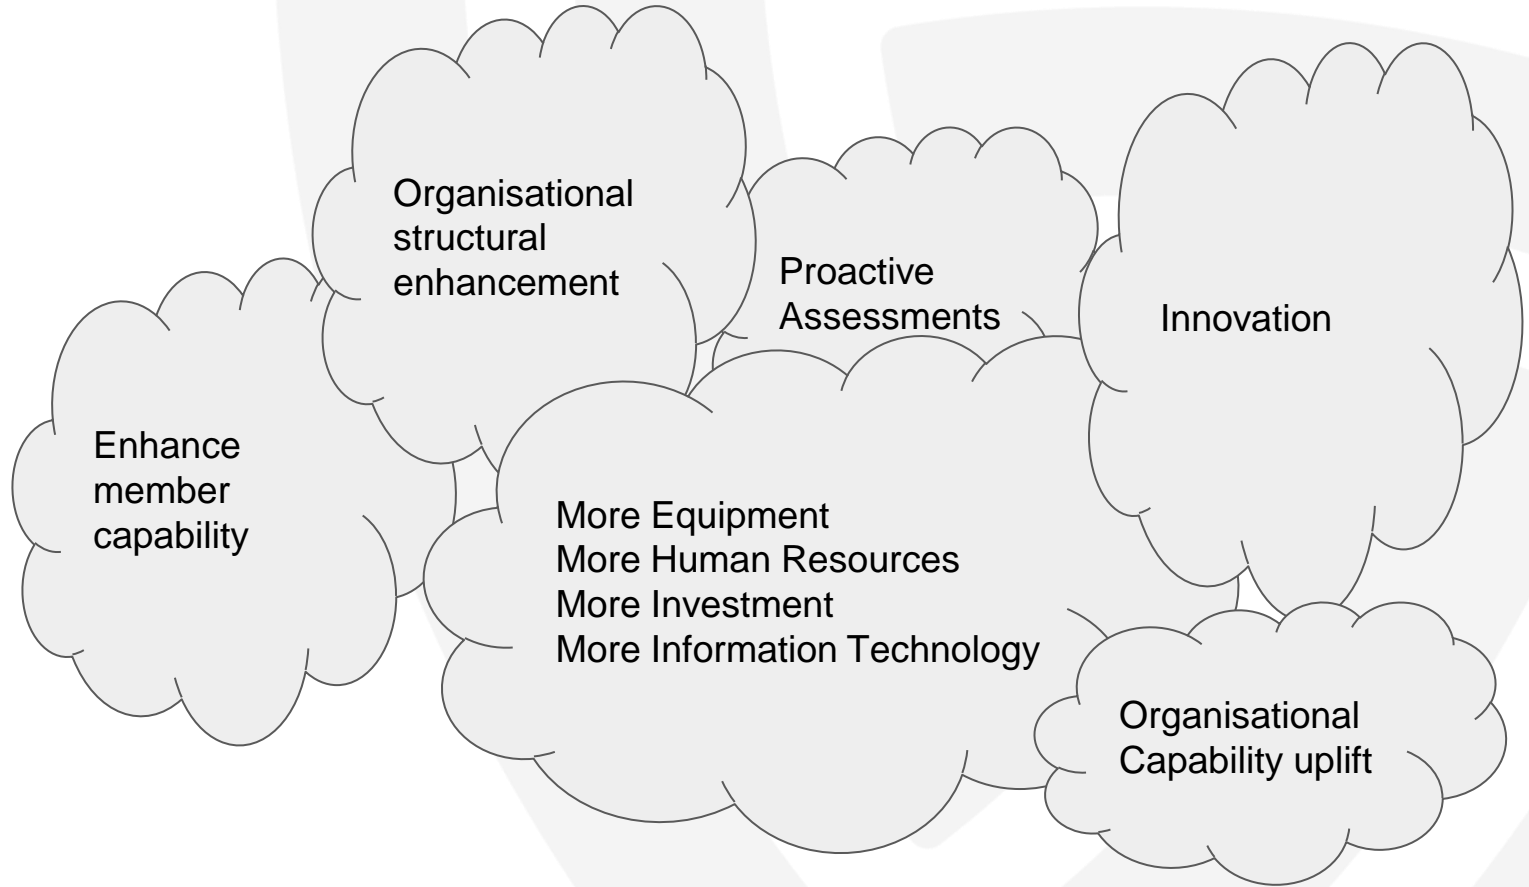 Organisational
structural
enhancement
Proactive
Assessments
Innovation
Enhance
member
capability
More Equipment
More Human Resources
More Investment
More Information Technology
Organisational
Capability uplift